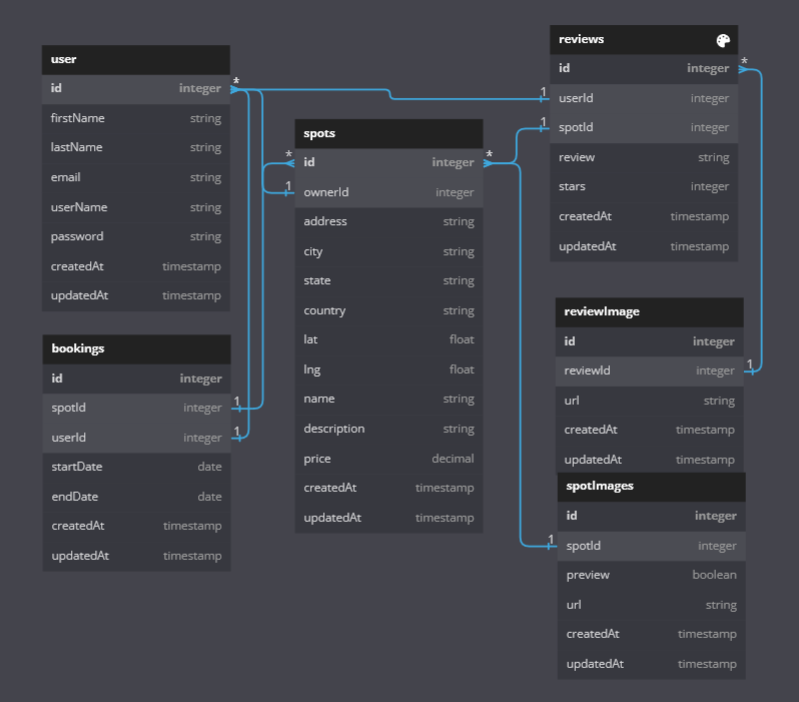 user
id integer
firstName string
lastName string
email string
userName string
password string
createdAt timestamp
updatedAt timestamp
bookings
id integer
spotId integer
userId integer
startDate date
endDate date
createdAt timestamp
updatedAt timestamp
spots
id integer
ownerId integer
address string
city string
state string
country string
lat float
lng float
name string
description string
price decimal
createdAt timestamp
updatedAt timestamp
reviews
id integer
userId integer
spotId integer
review string
stars integer
createdAt timestamp
updatedAt timestamp
reviewImage
id integer
reviewId integer
url string
createdAt timestamp
updatedAt timestamp
spotImages
id integer
spotId integer
preview boolean
url string
createdAt timestamp
updatedAt timestamp
*
1
1
*
1
*
1
1
*
1
1